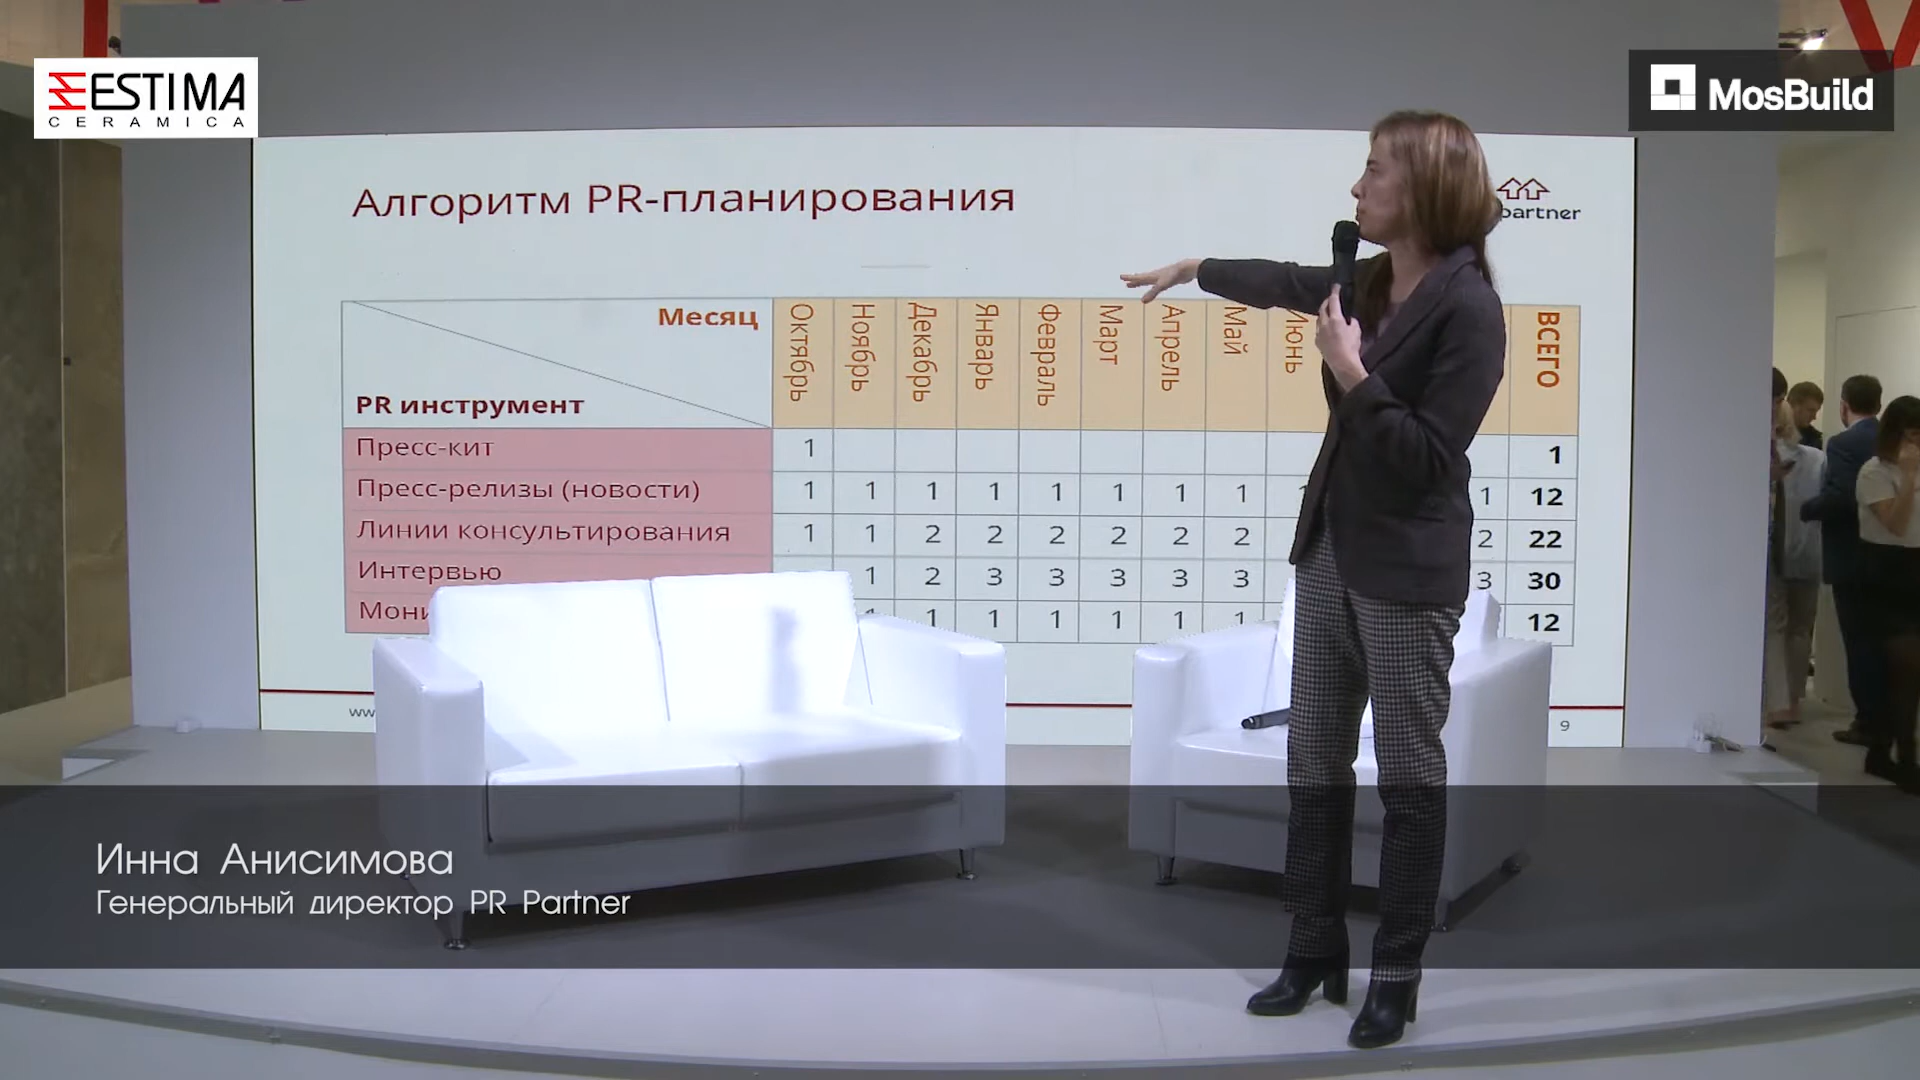 ESTIMA
CERAMICA
MosBuild
Алгоритм PR-планирования
partner
Месяц
PR инструмент
Октябрь
Ноябрь
Декабрь
Январь
Февраль
Март
Апрель
Май
Июнь
ВСЕГО
Пресс-кит 1 1
Пресс-релизы (новости) 1 1 1 1 1 1 1 1 1 1 12
Линии консультирования 1 1 2 2 2 2 2 2 2 22
Интервью 1 2 3 3 3 3 3 3 30
1 1 1 1 1 1 1 12
9
Инна Анисимова
Генеральный директор PR Partner